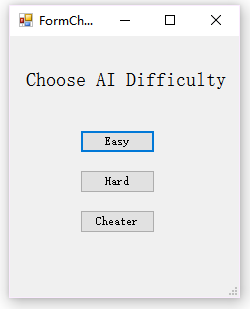 FormCh...
Choose AI Difficulty
Easy
Hard
Cheater